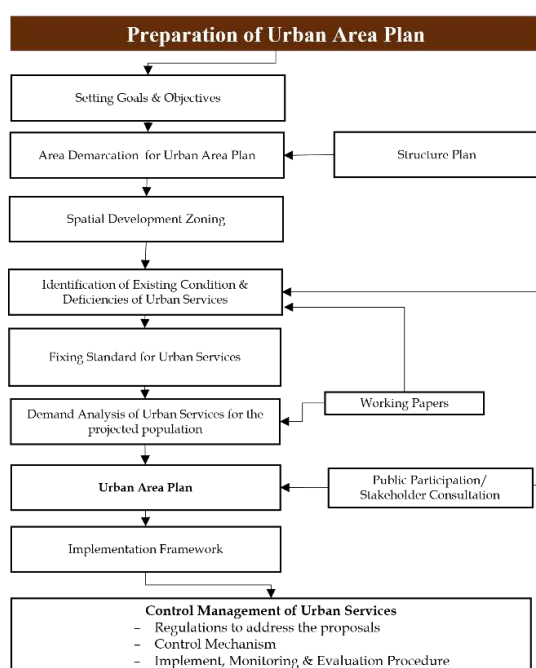 Preparation of Urban Area Plan
Setting Goals & Objectives
Area Demarcation for Urban Area Plan
Structure Plan
Spatial Development Zoning
Identification of Existing Condition &
Deficiencies of Urban Services
Fixing Standard for Urban Services
Working Papers
Demand Analysis of Urban Services for the
projected population
Urban Area Plan
Public Participation/
Stakeholder Consultation
Implementation Framework
Control Management of Urban Services
- Regulations to address the proposals
- Control Mechanism
- Implement, Monitoring & Evaluation Procedure